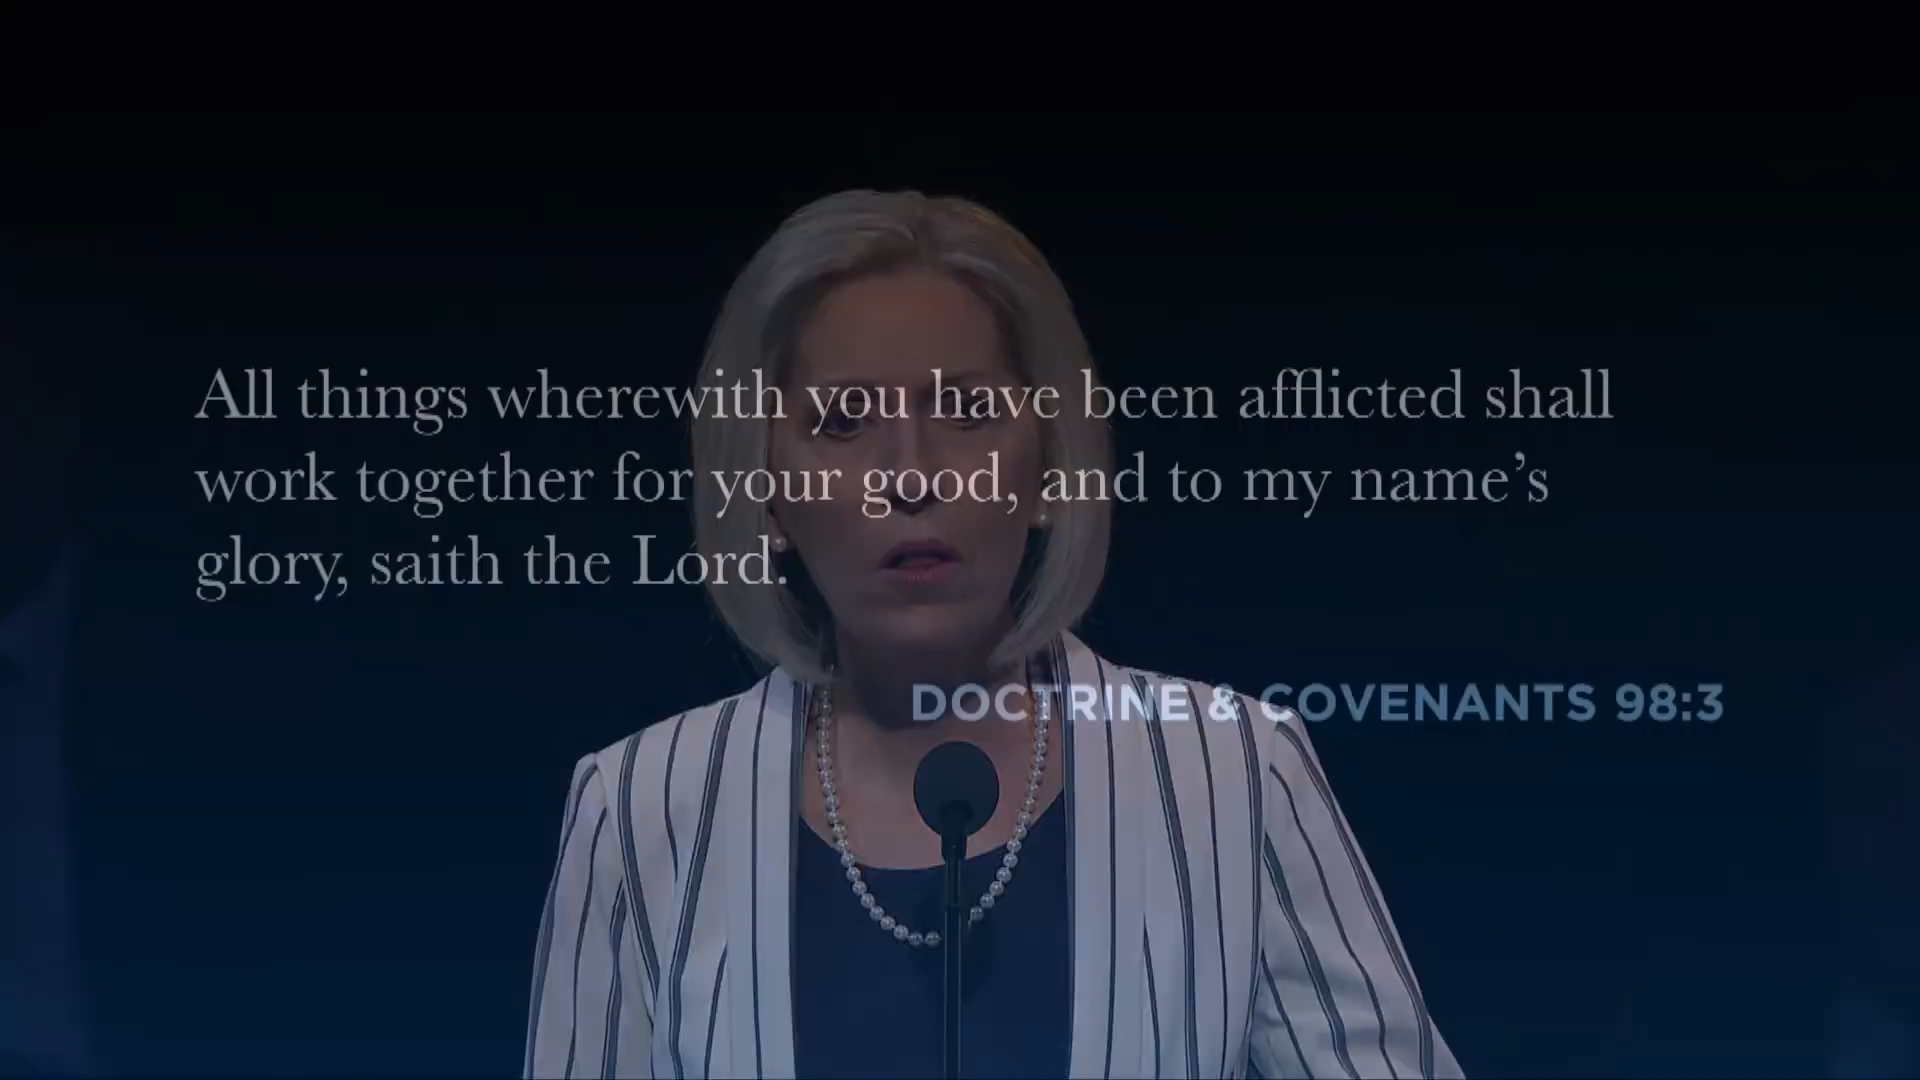 All things wherewith you have been afflicted shall
work together for your good, and to my name’s
glory, saith the Lord.
DOCTRINE & COVENANTS 98:3